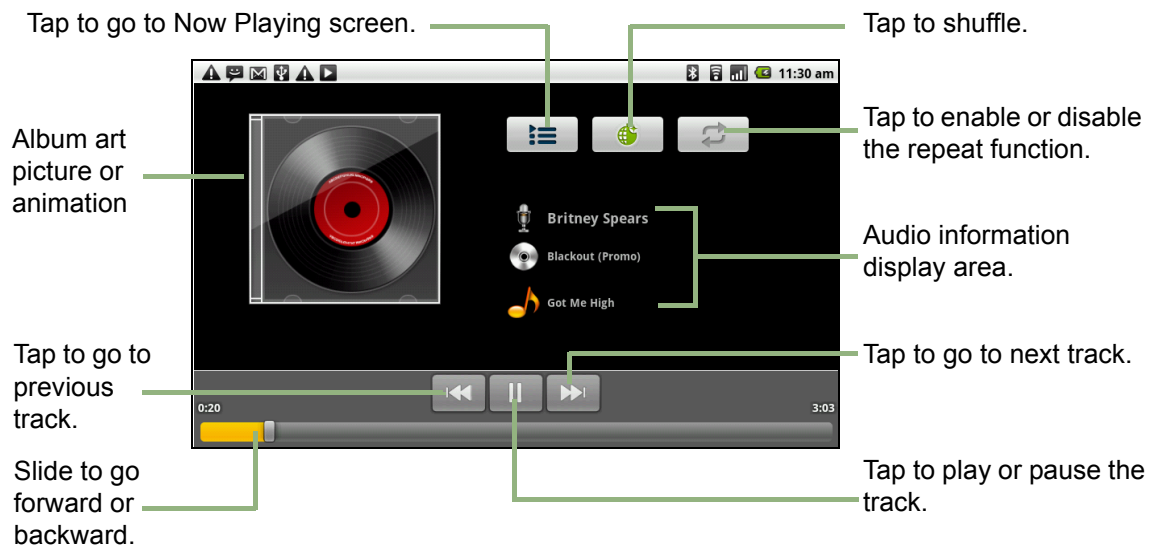 Tap to go to Now Playing screen.
Tap to shuffle.
11:30 am
Album art
picture or
animation
Tap to enable or disable
the repeat function.
Britney Spears
Blackout (Promo)
Got Me High
Audio information
display area.
Tap to go to
previous
track.
Tap to go to next track.
0:20
3:03
Slide to go
forward or
backward.
Tap to play or pause the
track.